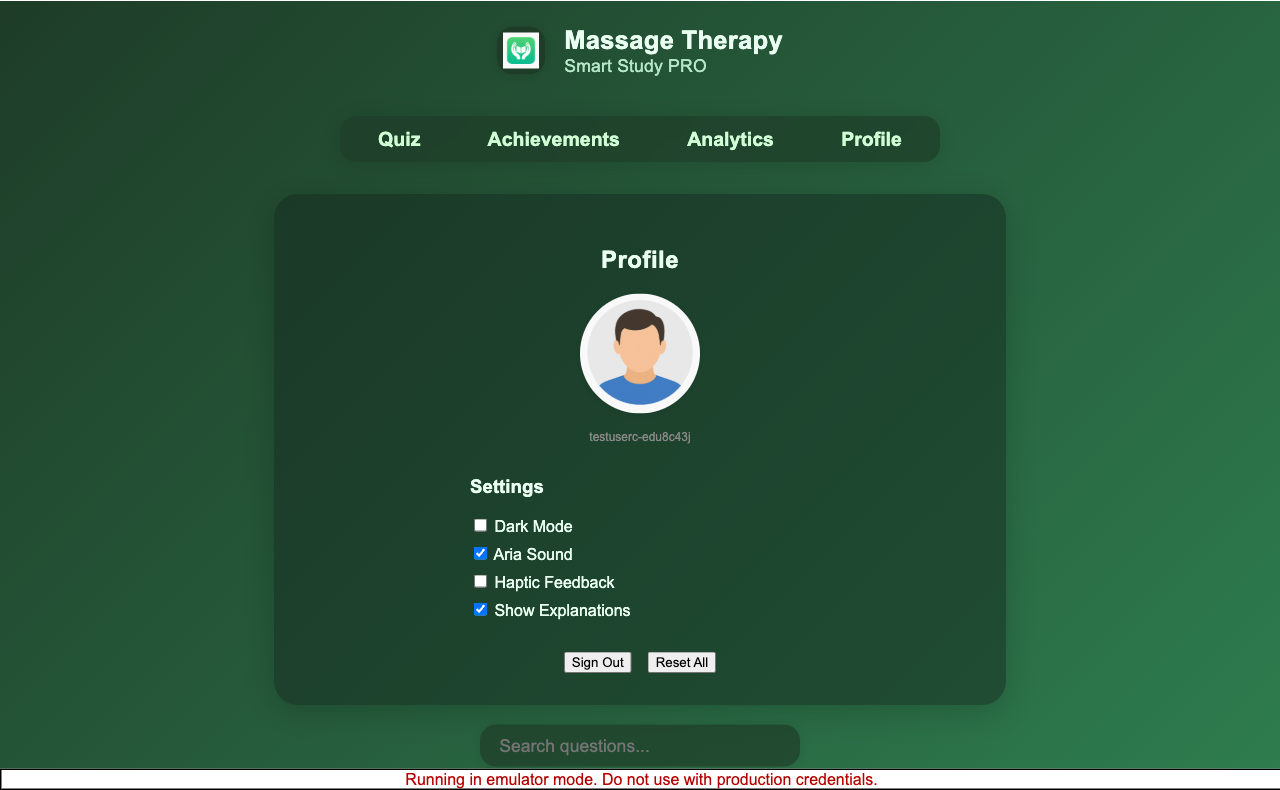 Massage Therapy
Smart Study PRO
Quiz Achievements Analytics Profile
Profile
testuserc-edu8c43j
Settings
Dark Mode
Aria Sound
Haptic Feedback
Show Explanations
Sign Out Reset All
Search questions...
Running in emulator mode. Do not use with production credentials.